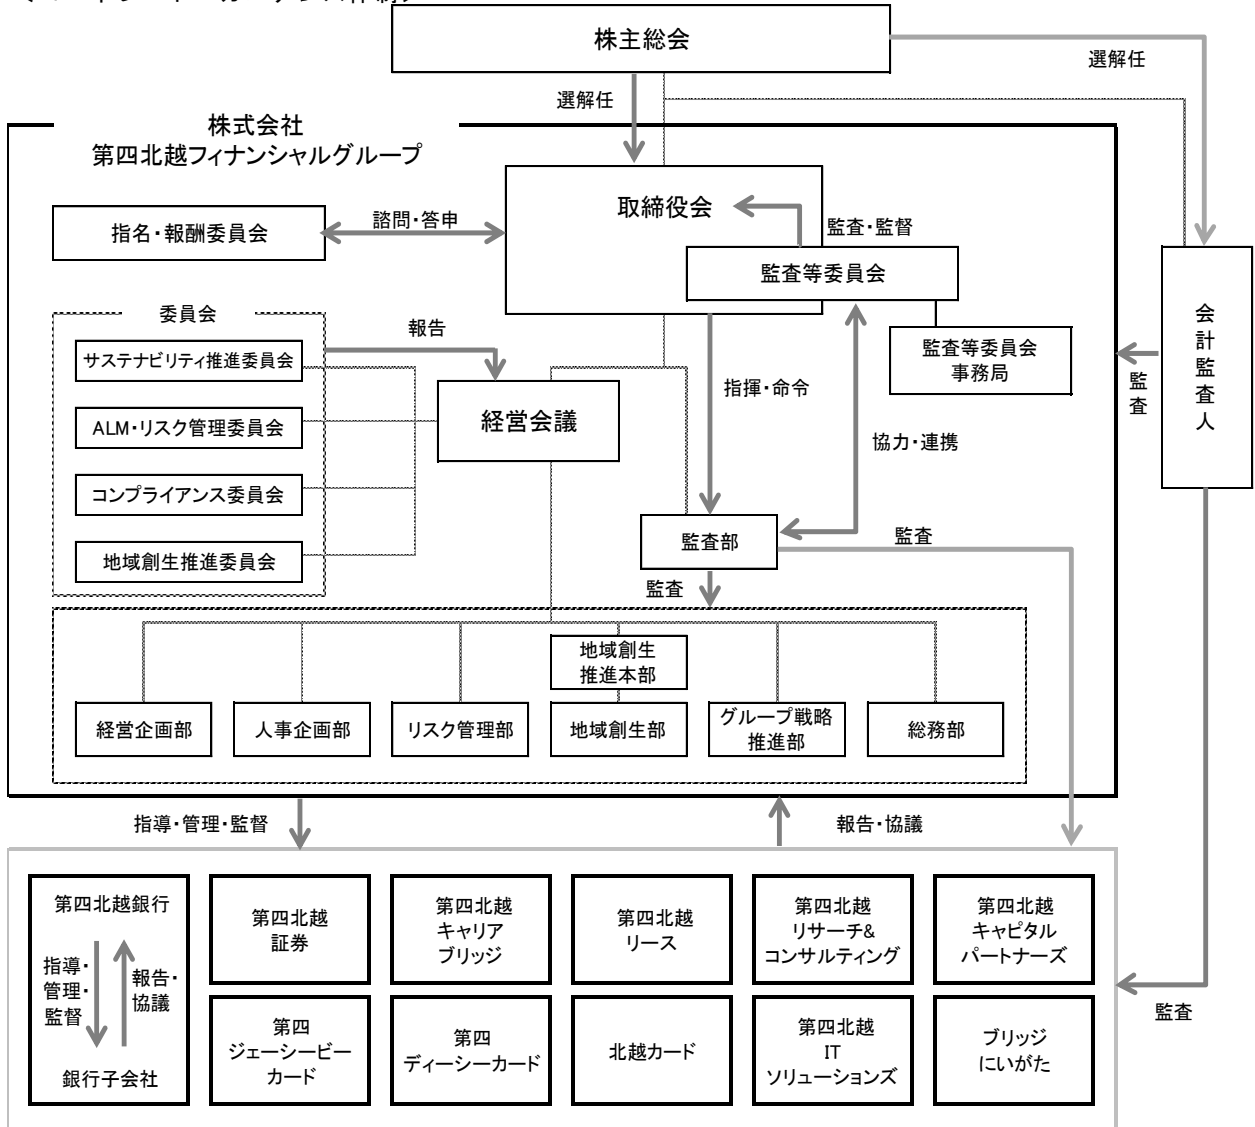 株主総会
選解任
選解任
株式会社
第四北越フィナンシャルグループ
取締役会
指名・報酬委員会
諮問・答申
監査・監督
監査等委員会
委員会
報告
サステナビリティ推進委員会
ALM・リスク管理委員会
コンプライアンス委員会
地域創生推進委員会
経営会議
指揮・命令
監査等委員会
事務局
協力・連携
会計監査人
監査
監査部
監査
監査
地域創生
推進本部
経営企画部
人事企画部
リスク管理部
地域創生部
グループ戦略
推進部
総務部
指導・管理・監督
報告・協議
第四北越銀行
指導・
管理・
監督
報告・
協議
銀行子会社
第四北越
証券
第四北越
キャリア
ブリッジ
第四北越
リース
第四北越
リサーチ&
コンサルティング
第四北越
キャピタル
パートナーズ
監査
第四
ジェーシービー
カード
第四
ディーシーカード
北越カード
第四北越
IT
ソリューションズ
ブリッジ
にいがた